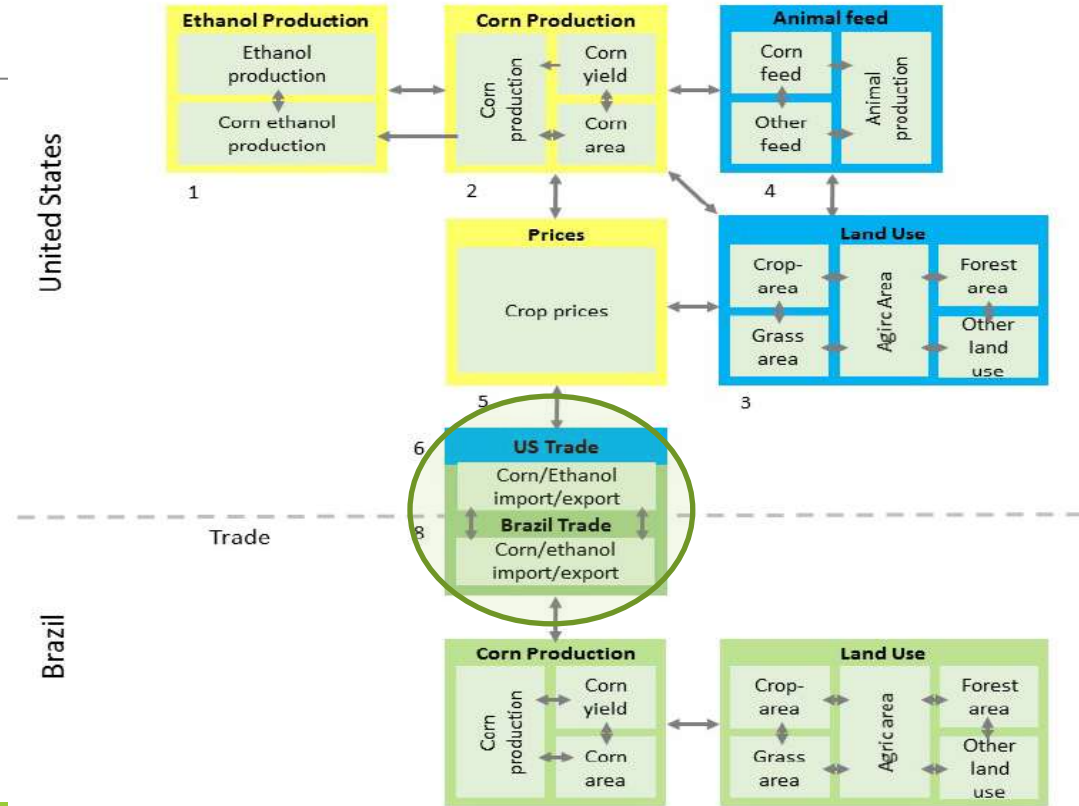 United States
Ethanol Production
Ethanol
production
Corn ethanol
production
1
Corn Production
Corn
production
Corn
yield
Corn
area
2
Animal feed
Corn
feed
Other
feed
Animal
production
4
Prices
Crop prices
5
Land Use
Crop-
area
Grass
area
Agirc Area
Forest
area
Other
land
use
3
6
US Trade
Corn/Ethanol
import/export
Trade
8
Brazil Trade
Corn/ethanol
import/export
Brazil
Corn Production
Corn
production
Corn
yield
Corn
area
Land Use
Crop-
area
Grass
area
Agric area
Forest
area
Other
land
use